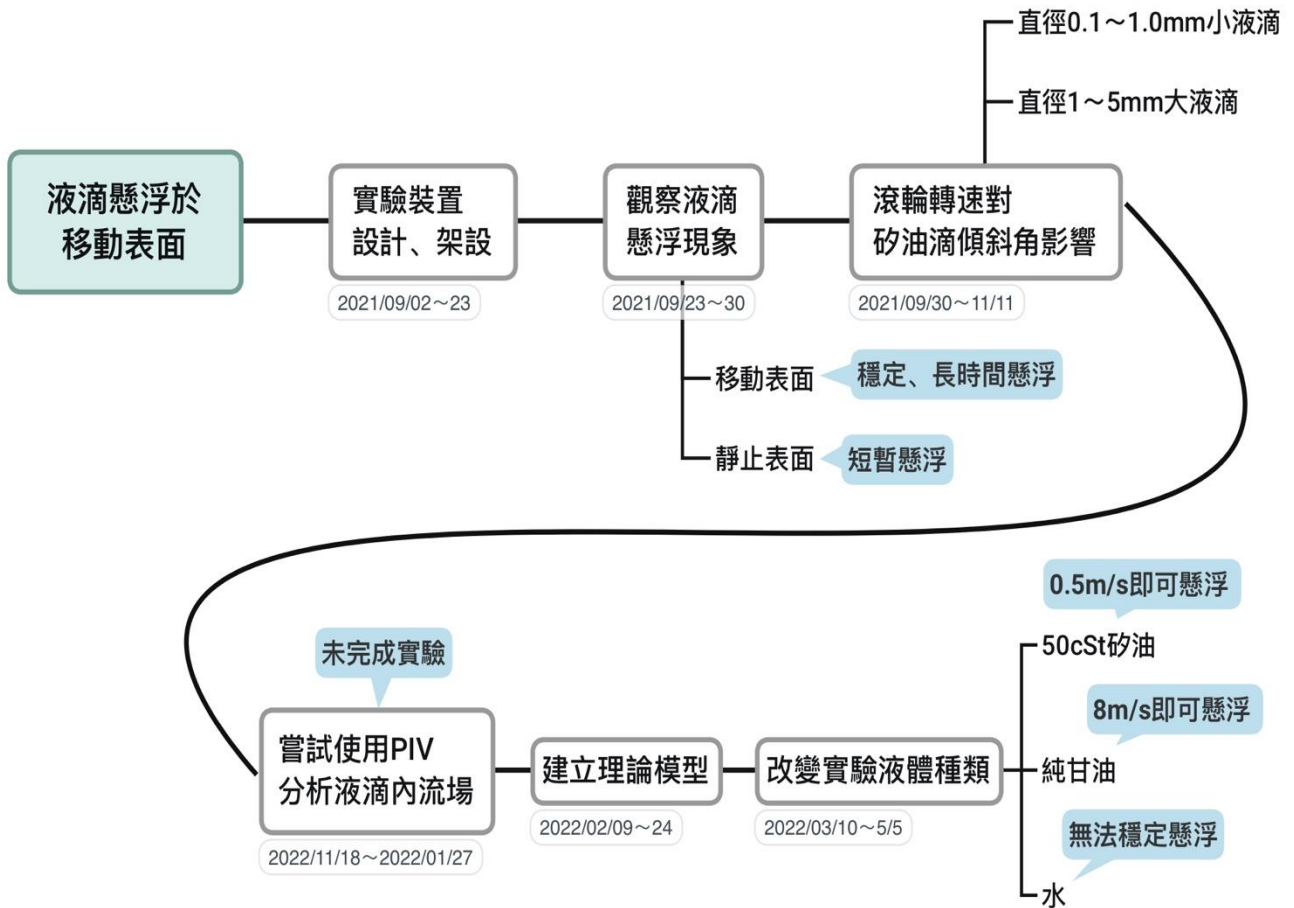 直徑0.1～1.0mm小液滴
直徑1～5mm大液滴
液滴懸浮於
移動表面
實驗裝置
設計、架設
2021/09/02～23
觀察液滴
懸浮現象
2021/09/23～30
滾輪轉速對
矽油滴傾斜角影響
2021/09/30～11/11
移動表面
穩定、長時間懸浮
靜止表面
短暫懸浮
未完成實驗
嘗試使用PIV
分析液滴內流場
2022/11/18～2022/01/27
建立理論模型
2022/02/09～24
改變實驗液體種類
2022/03/10～5/5
0.5m/s即可懸浮
50cSt矽油
8m/s即可懸浮
純甘油
無法穩定懸浮
水